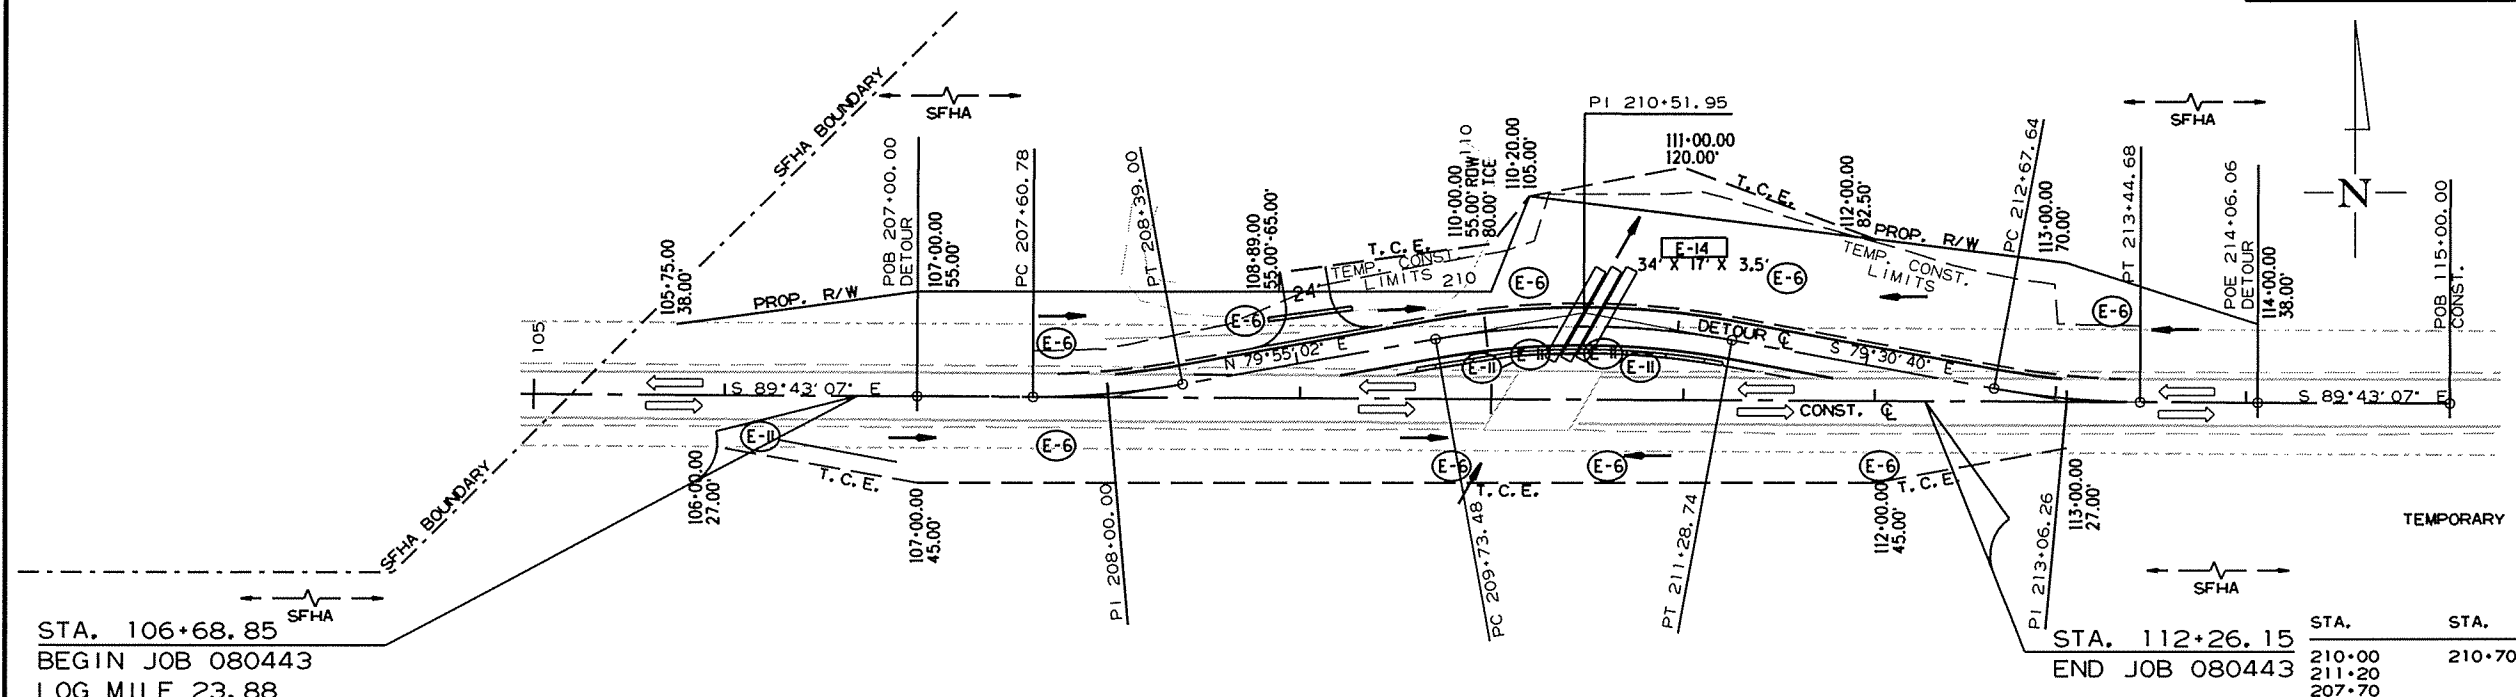 SFHA BOUNDARY
SFHA
POB 207+00.00
DETOUR
107+00.00
55.00'
PC 207+60.78
PT 208+39.00
108+89.00
55.00'-65.00'
110+00.00
55.00' ROW
80.00' TCE
110
110+20.00
105.00'
PI 210+51.95
111+00.00
120.00'
T.C.E.
112+00.00
82.50'
PROP. R/W
PC 212+67.64
113+00.00
70.00'
PT 213+44.68
SFHA
POE 214+06.06
DETOUR
114+00.00
38.00'
POB 115+00.00
CONST.
N
105+75.00
38.00'
PROP. R/W
T.C.E.
TEMP. CONST.
LIMITS
210
24'
E-14
34' X 17' X 3.5'
TEMP. CONST.
LIMITS
E-6
E-6
E-6
E-6
E-6
105
N 79°55'02" E
DETOUR ℄
S 79°30'40" E
E-11
E-11
E-11
E-11
S 89°43'07" E
CONST. ℄
S 89°43'07" E
E-11
E-6
E-6
E-6
E-6
106+00.00
27.00'
T.C.E.
107+00.00
45.00'
PI 208+00.00
T.C.E.
PC 209+73.48
PT 211+28.74
112+00.00
45.00'
T.C.E.
PI 213+06.26
113+00.00
27.00'
TEMPORARY
SFHA BOUNDARY
SFHA
SFHA
STA. 106+68.85
BEGIN JOB 080443
LOG MILE 23.88
STA. 112+26.15
END JOB 080443
STA. STA.
210+00 210+70
211+20
207+70